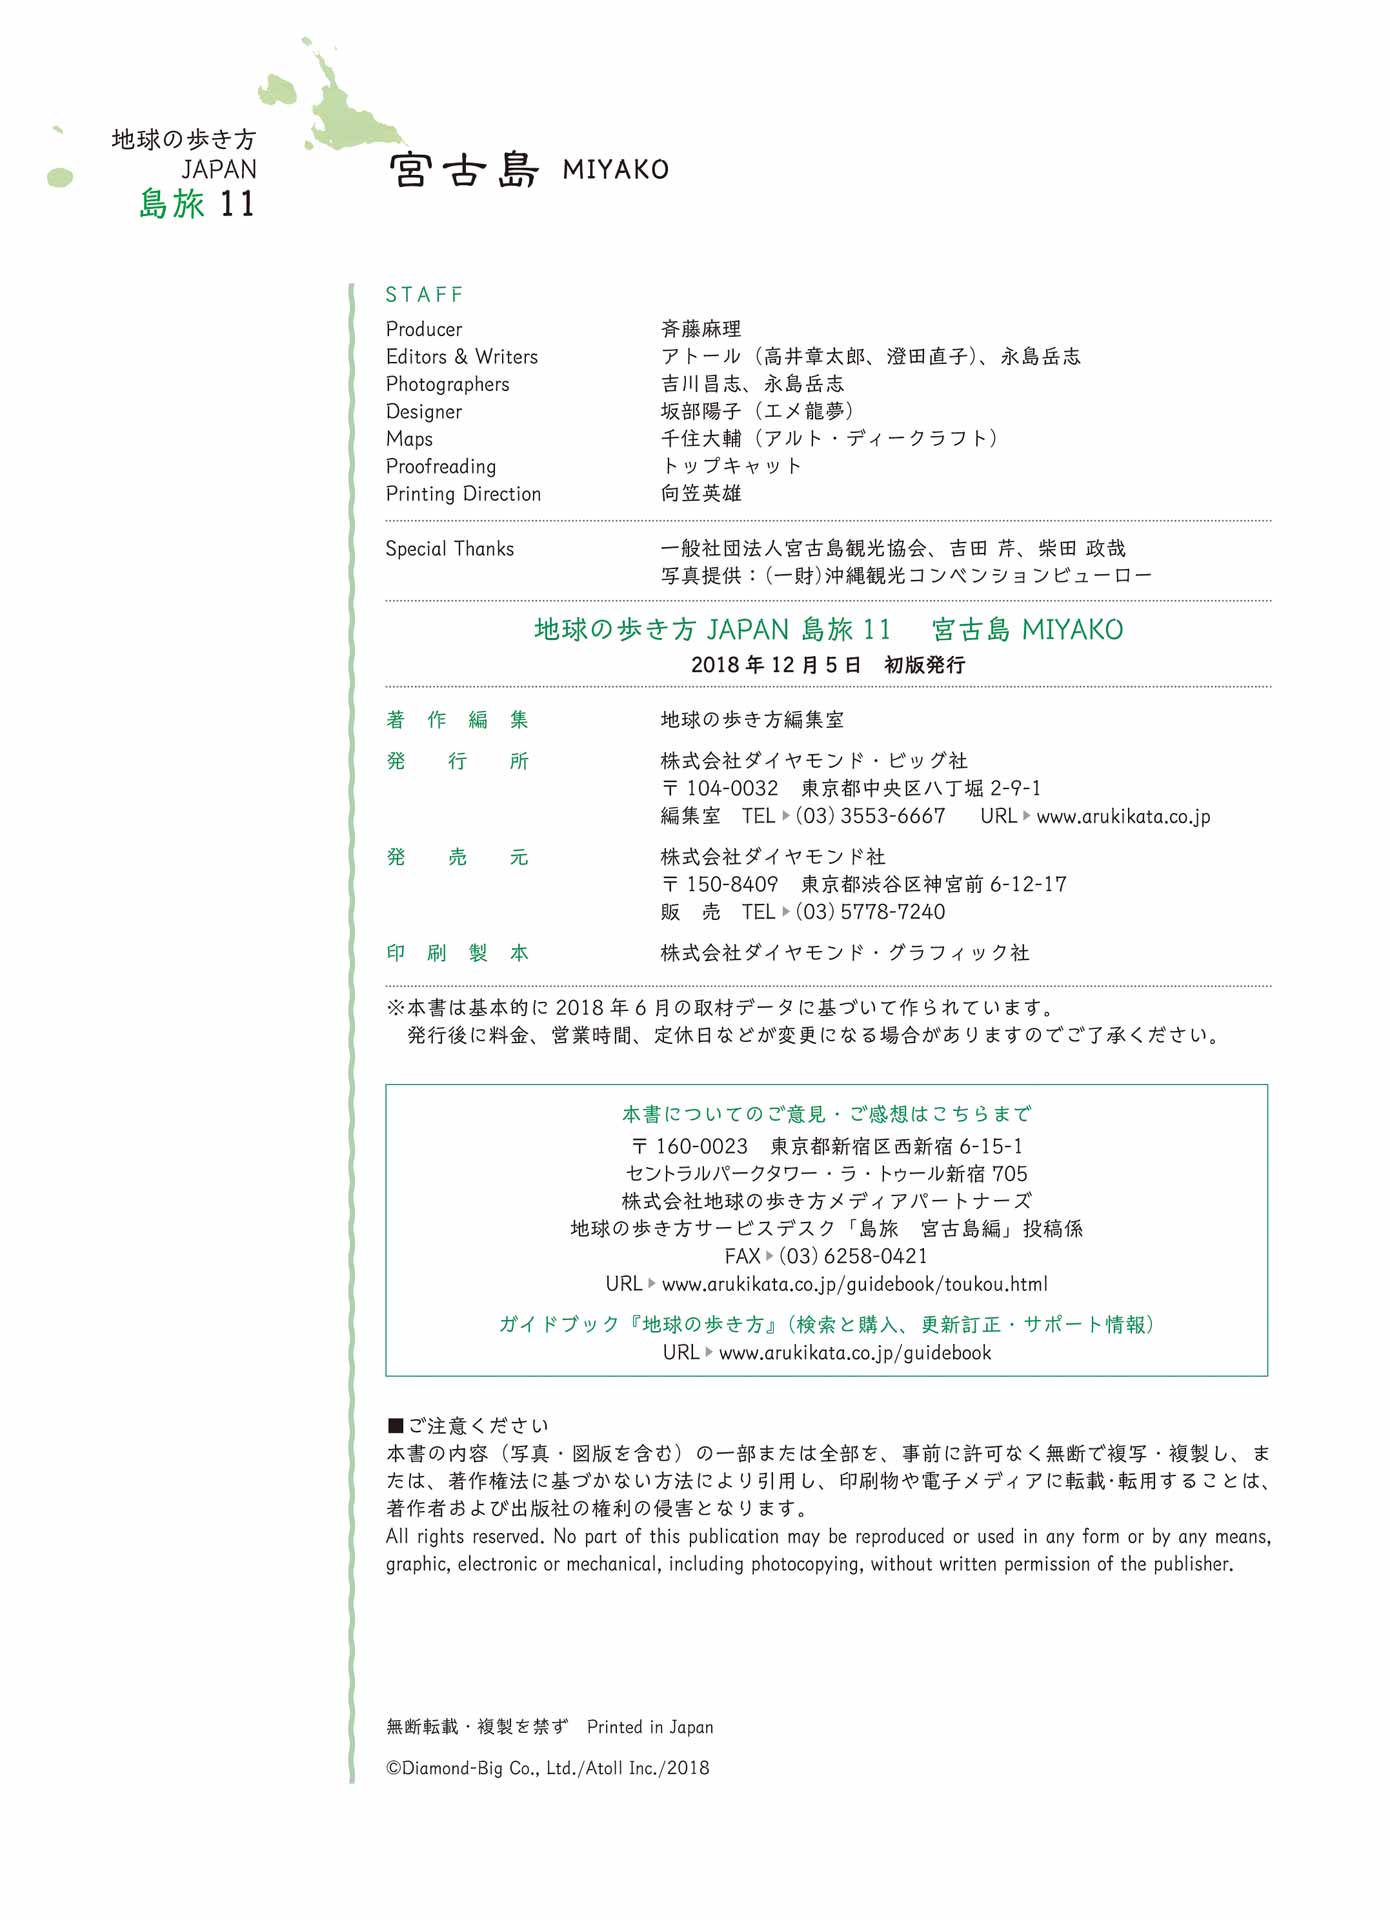 地球の歩き方
JAPAN
島旅 11
宮古島 MIYAKO
STAFF
Producer 斉藤麻理
Editors & Writers アトール（高井章太郎、澄田直子）、永島岳志
Photographers 吉川昌志、永島岳志
Designer 坂部陽子（エメ龍夢）
Maps 千住大輔（アルト・ディークラフト）
Proofreading トップキャット
Printing Direction 向笠英雄
Special Thanks 一般社団法人宮古島観光協会、吉田 芹、柴田 政哉
写真提供：（一財）沖縄観光コンベンションビューロー
地球の歩き方 JAPAN 島旅 11　宮古島 MIYAKO
2018 年 12 月 5 日　初版発行
著作編集 地球の歩き方編集室
発行所 株式会社ダイヤモンド・ビッグ社
〒 104-0032　東京都中央区八丁堀 2-9-1
編集室　TEL▶（03）3553-6667　URL▶www.arukikata.co.jp
発売元 株式会社ダイヤモンド社
〒 150-8409　東京都渋谷区神宮前 6-12-17
販　売　TEL▶（03）5778-7240
印刷製本 株式会社ダイヤモンド・グラフィック社
※本書は基本的に 2018 年 6 月の取材データに基づいて作られています。
発行後に料金、営業時間、定休日などが変更になる場合がありますのでご了承ください。
本書についてのご意見・ご感想はこちらまで
〒 160-0023　東京都新宿区西新宿 6-15-1
セントラルパークタワー・ラ・トゥール新宿 705
株式会社地球の歩き方メディアパートナーズ
地球の歩き方サービスデスク「島旅　宮古島編」投稿係
FAX▶（03）6258-0421
URL▶www.arukikata.co.jp/guidebook/toukou.html
ガイドブック『地球の歩き方』（検索と購入、更新訂正・サポート情報）
URL▶www.arukikata.co.jp/guidebook
■ご注意ください
本書の内容（写真・図版を含む）の一部または全部を、事前に許可なく無断で複写・複製し、ま
たは、著作権法に基づかない方法により引用し、印刷物や電子メディアに転載・転用することは、
著作者および出版社の権利の侵害となります。
All rights reserved. No part of this publication may be reproduced or used in any form or by any means,
graphic, electronic or mechanical, including photocopying, without written permission of the publisher.
無断転載・複製を禁ず　Printed in Japan
©Diamond-Big Co., Ltd./Atoll Inc./2018